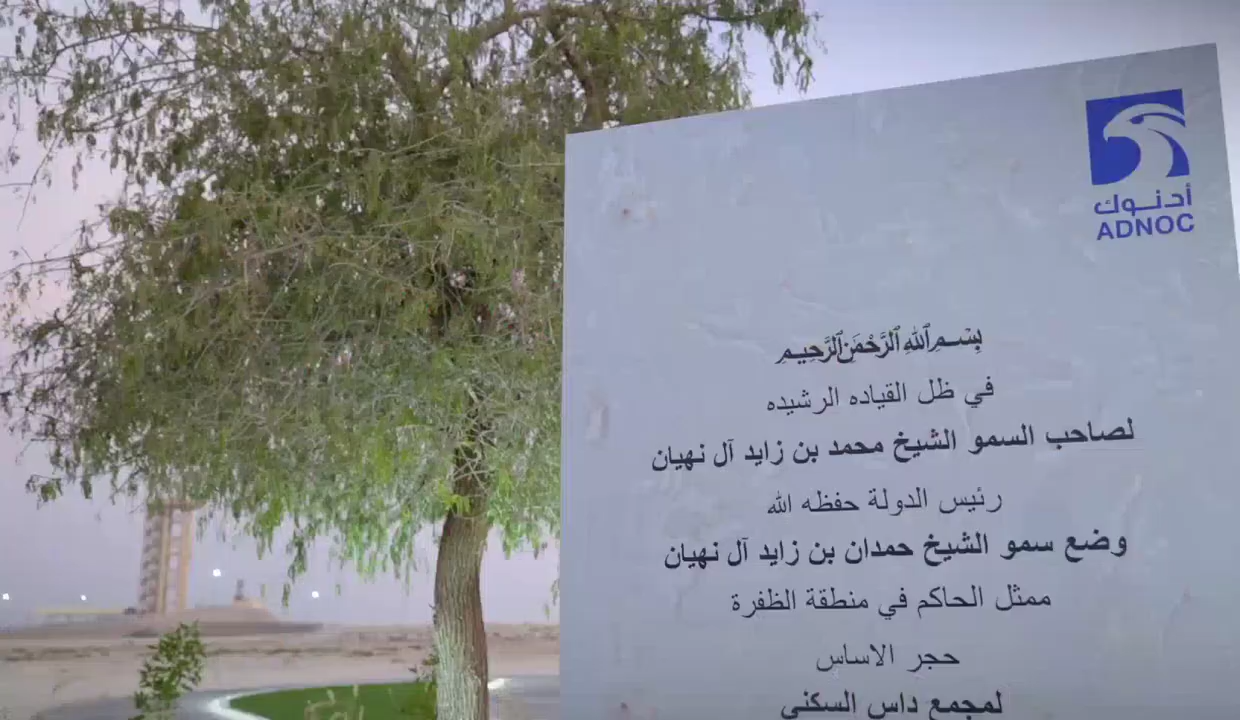 أدنوك
ADNOC
بِسْمِ ٱللَّهِ ٱلرَّحْمَٰنِ ٱلرَّحِيمِ
في ظل القياده الرشيده
لصاحب السمو الشيخ محمد بن زايد آل نهيان
رئيس الدولة حفظه الله
وضع سمو الشيخ حمدان بن زايد آل نهيان
ممثل الحاكم في منطقة الظفرة
حجر الاساس
لمجمع داس السكني